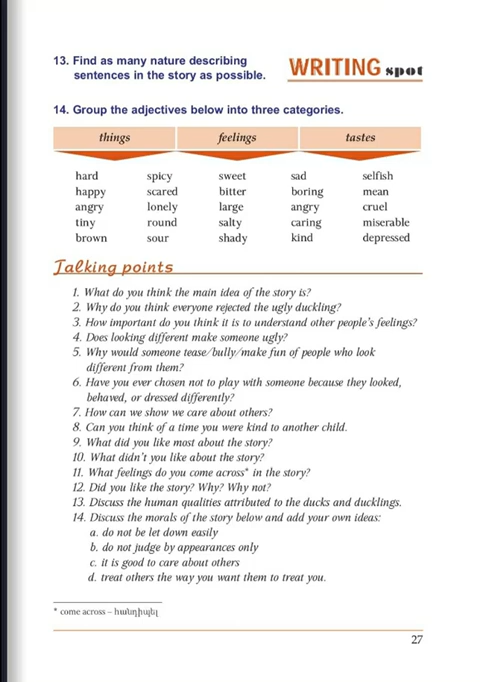 13. Find as many nature describing
sentences in the story as possible.
WRITING spot
14. Group the adjectives below into three categories.
things feelings tastes
hard spicy sweet sad selfish
happy scared bitter boring mean
angry lonely large angry cruel
tiny round salty caring miserable
brown sour shady kind depressed
Talking points
1. What do you think the main idea of the story is?
2. Why do you think everyone rejected the ugly duckling?
3. How important do you think it is to understand other people's feelings?
4. Does looking different make someone ugly?
5. Why would someone tease/bully/make fun of people who look
different from them?
6. Have you ever chosen not to play with someone because they looked,
behaved, or dressed differently?
7. How can we show we care about others?
8. Can you think of a time you were kind to another child.
9. What did you like most about the story?
10. What didn't you like about the story?
11. What feelings do you come across* in the story?
12. Did you like the story? Why? Why not?
13. Discuss the human qualities attributed to the ducks and ducklings.
14. Discuss the morals of the story below and add your own ideas:
a. do not be let down easily
b. do not judge by appearances only
c. it is good to care about others
d. treat others the way you want them to treat you.
* come across – հանդիպել
27